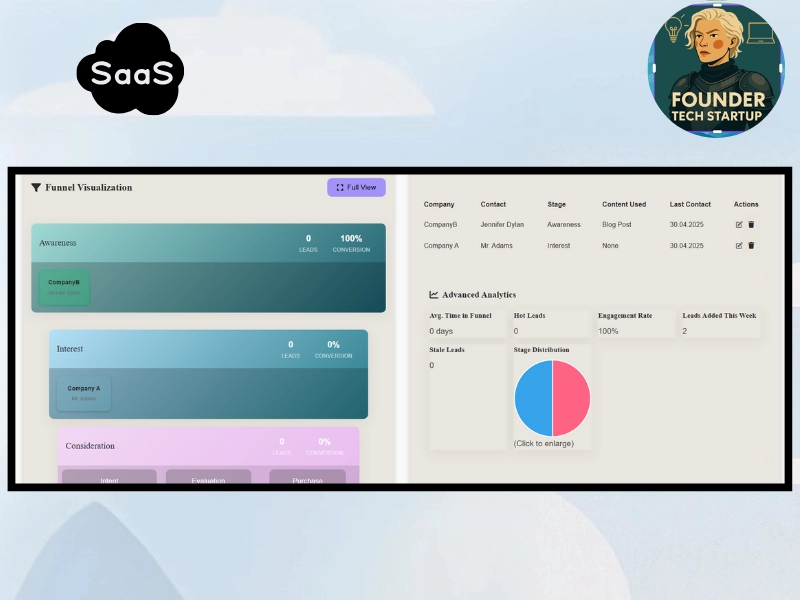 SaaS
FOUNDER
TECH STARTUP
Funnel Visualization
Full View
Awareness
0
LEADS
100%
CONVERSION
CompanyB
Jennifer Dylan
Interest
0
LEADS
0%
CONVERSION
Company A
Mr. Adams
Consideration
0
LEADS
0%
CONVERSION
Intent
Evaluation
Purchase
Company Contact Stage Content Used Last Contact Actions
CompanyB Jennifer Dylan Awareness Blog Post 30.04.2025
Company A Mr. Adams Interest None 30.04.2025
Advanced Analytics
Avg. Time in Funnel
0 days
Hot Leads
0
Engagement Rate
100%
Leads Added This Week
2
Stale Leads
0
Stage Distribution
(Click to enlarge)